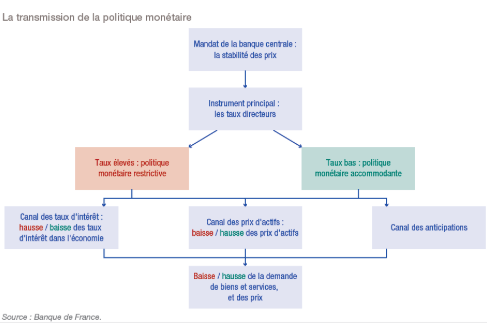 La transmission de la politique monétaire
Mandat de la banque centrale :
la stabilité des prix
Instrument principal :
les taux directeurs
Taux élevés : politique
monétaire restrictive
Taux bas : politique
monétaire accommodante
Canal des taux d'intérêt :
hausse / baisse des taux
d'intérêt dans l'économie
Canal des prix d'actifs :
baisse / hausse des prix d'actifs
Canal des anticipations
Baisse / hausse de la demande
de biens et services,
et des prix
Source : Banque de France.